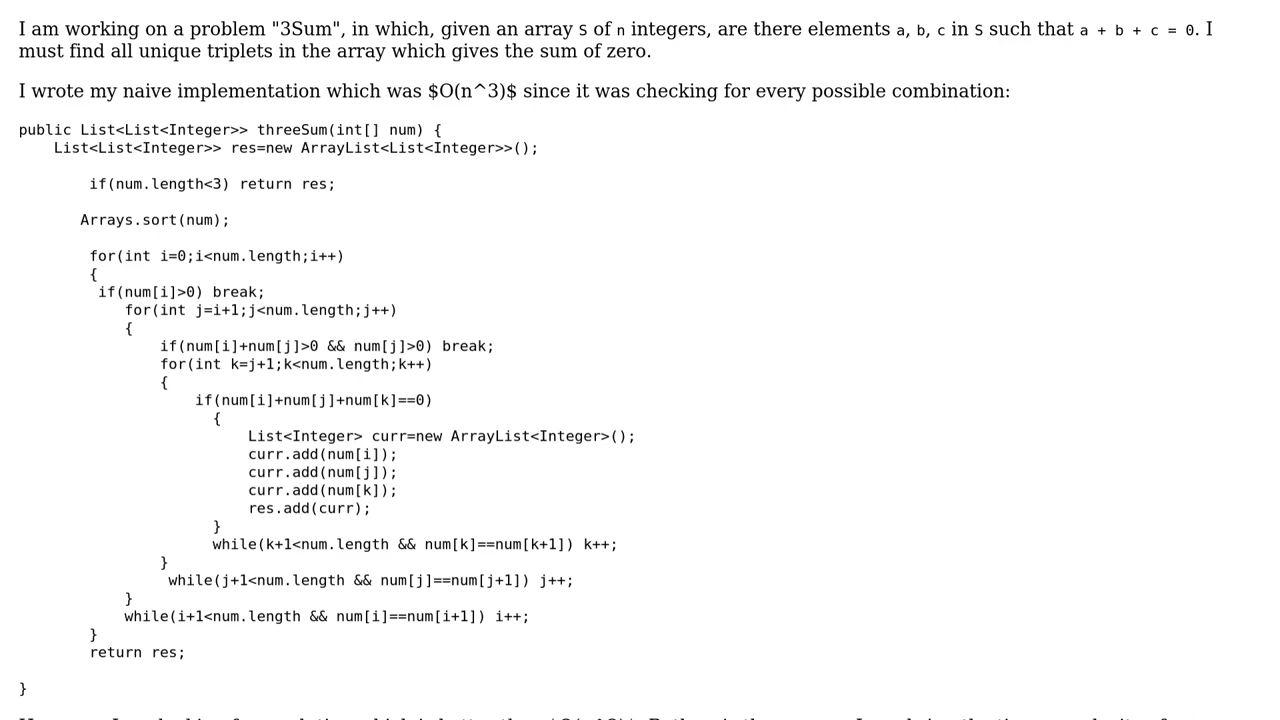 I am working on a problem "3Sum", in which, given an array S of n integers, are there elements a, b, c in S such that a + b + c = 0. I
must find all unique triplets in the array which gives the sum of zero.
I wrote my naive implementation which was $O(n^3)$ since it was checking for every possible combination:
public List<List<Integer>> threeSum(int[] num) {
    List<List<Integer>> res=new ArrayList<List<Integer>>();
        if(num.length<3) return res;
       Arrays.sort(num);
        for(int i=0;i<num.length;i++)
        {
         if(num[i]>0) break;
            for(int j=i+1;j<num.length;j++)
            {
                if(num[i]+num[j]>0 && num[j]>0) break;
                for(int k=j+1;k<num.length;k++)
                {
                    if(num[i]+num[j]+num[k]==0)
                      {
                          List<Integer> curr=new ArrayList<Integer>();
                          curr.add(num[i]);
                          curr.add(num[j]);
                          curr.add(num[k]);
                          res.add(curr);
                      }
                      while(k+1<num.length && num[k]==num[k+1]) k++;
                }
                 while(j+1<num.length && num[j]==num[j+1]) j++;
            }
            while(i+1<num.length && num[i]==num[i+1]) i++;
        }
        return res;
}